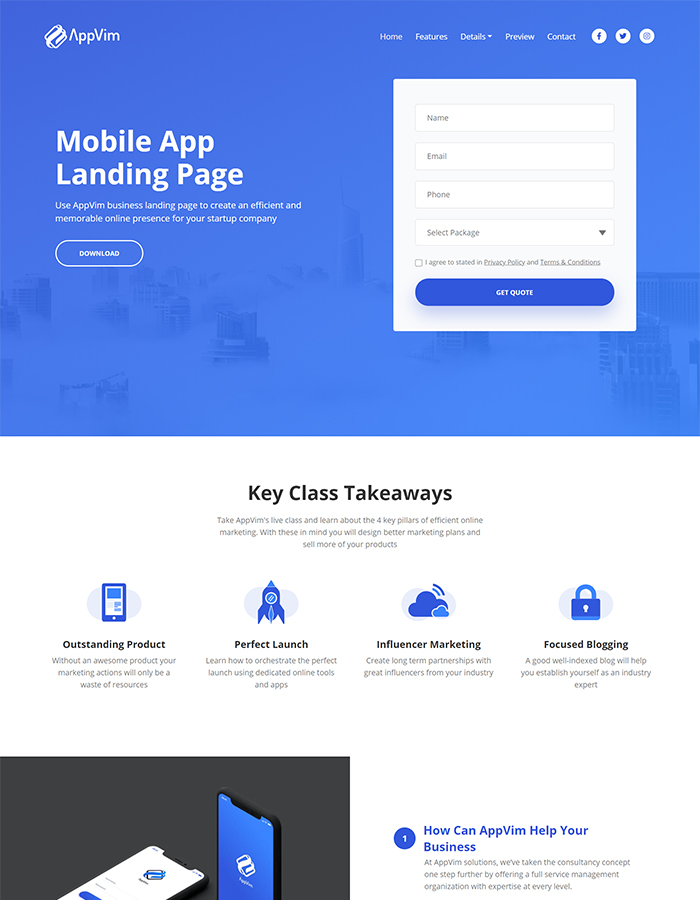 AppVim
Home Features Details Preview Contact
Mobile App
Landing Page
Use AppVim business landing page to create an efficient and
memorable online presence for your startup company
DOWNLOAD
Name
Email
Phone
Select Package
I agree to stated in Privacy Policy and Terms & Conditions
GET QUOTE
Key Class Takeaways
Take AppVim's live class and learn about the 4 key pillars of efficient online
marketing. With these in mind you will design better marketing plans and
sell more of your products
Outstanding Product
Without an awesome product your
marketing actions will only be a
waste of resources
Perfect Launch
Learn how to orchestrate the perfect
launch using dedicated online tools
and apps
Influencer Marketing
Create long term partnerships with
great influencers from your industry
Focused Blogging
A good well-indexed blog will help
you establish yourself as an industry
expert
AppVim
AppVim
1
How Can AppVim Help Your
Business
At AppVim solutions, we've taken the consultancy concept
one step further by offering a full service management
organization with expertise at every level.